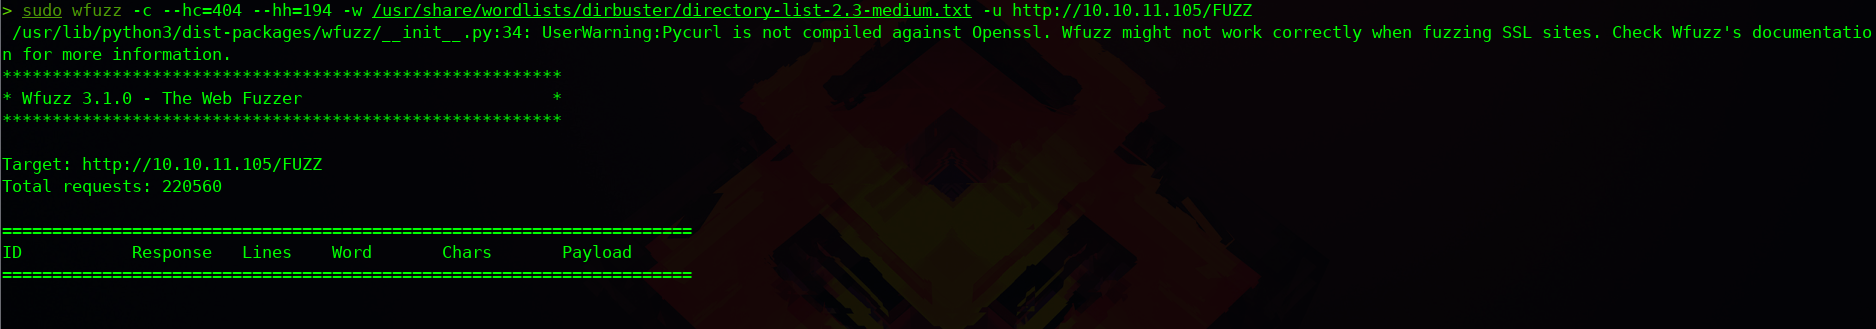 > sudo wfuzz -c --hc=404 --hh=194 -w /usr/share/wordlists/dirbuster/directory-list-2.3-medium.txt -u http://10.10.11.105/FUZZ
 /usr/lib/python3/dist-packages/wfuzz/__init__.py:34: UserWarning:Pycurl is not compiled against Openssl. Wfuzz might not work correctly when fuzzing SSL sites. Check Wfuzz's documentatio
n for more information.
********************************************************
* Wfuzz 3.1.0 - The Web Fuzzer                         *
********************************************************

Target: http://10.10.11.105/FUZZ
Total requests: 220560

=====================================================================
ID           Response   Lines    Word       Chars       Payload
=====================================================================